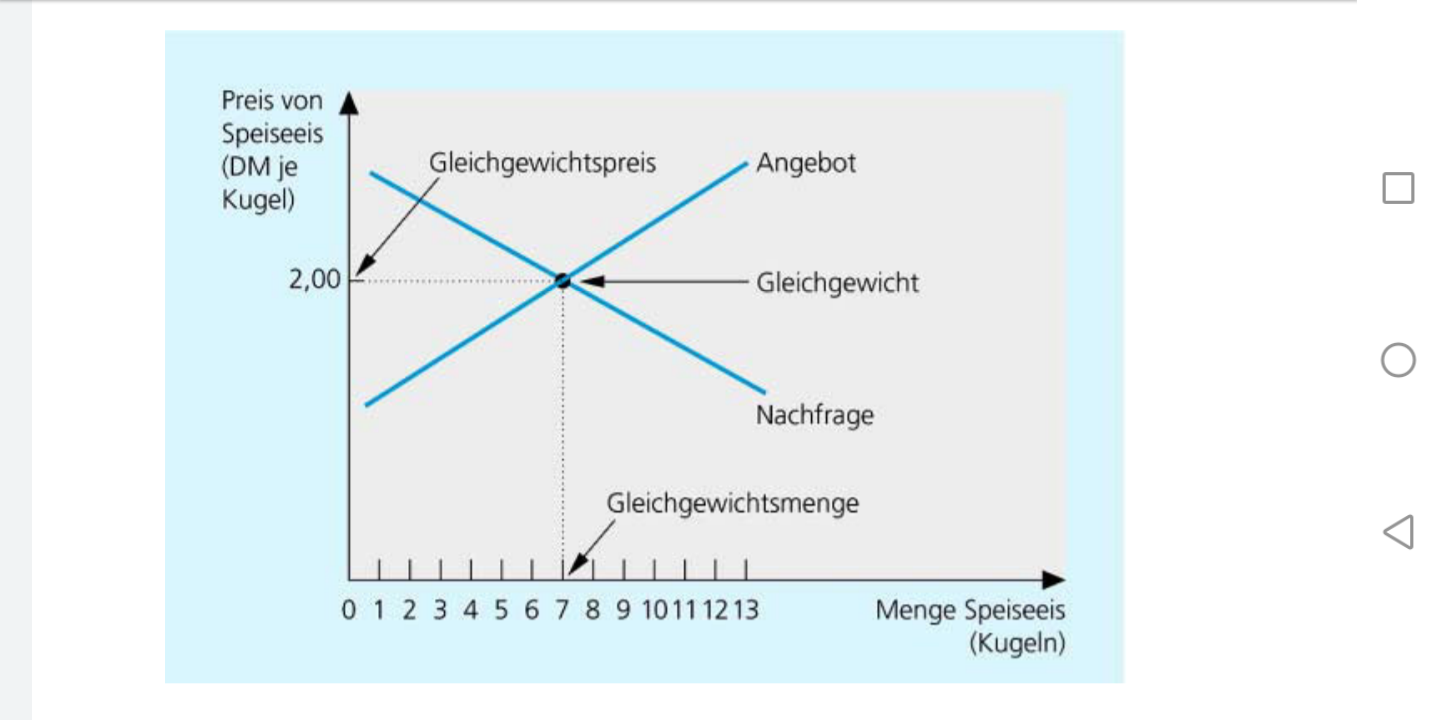 Preis von
Speiseeis
(DM je
Kugel)
Gleichgewichtspreis
Angebot
2,00
Gleichgewicht
Nachfrage
Gleichgewichtsmenge
0 1 2 3 4 5 6 7 8 9 10 11 12 13
Menge Speiseeis
(Kugeln)